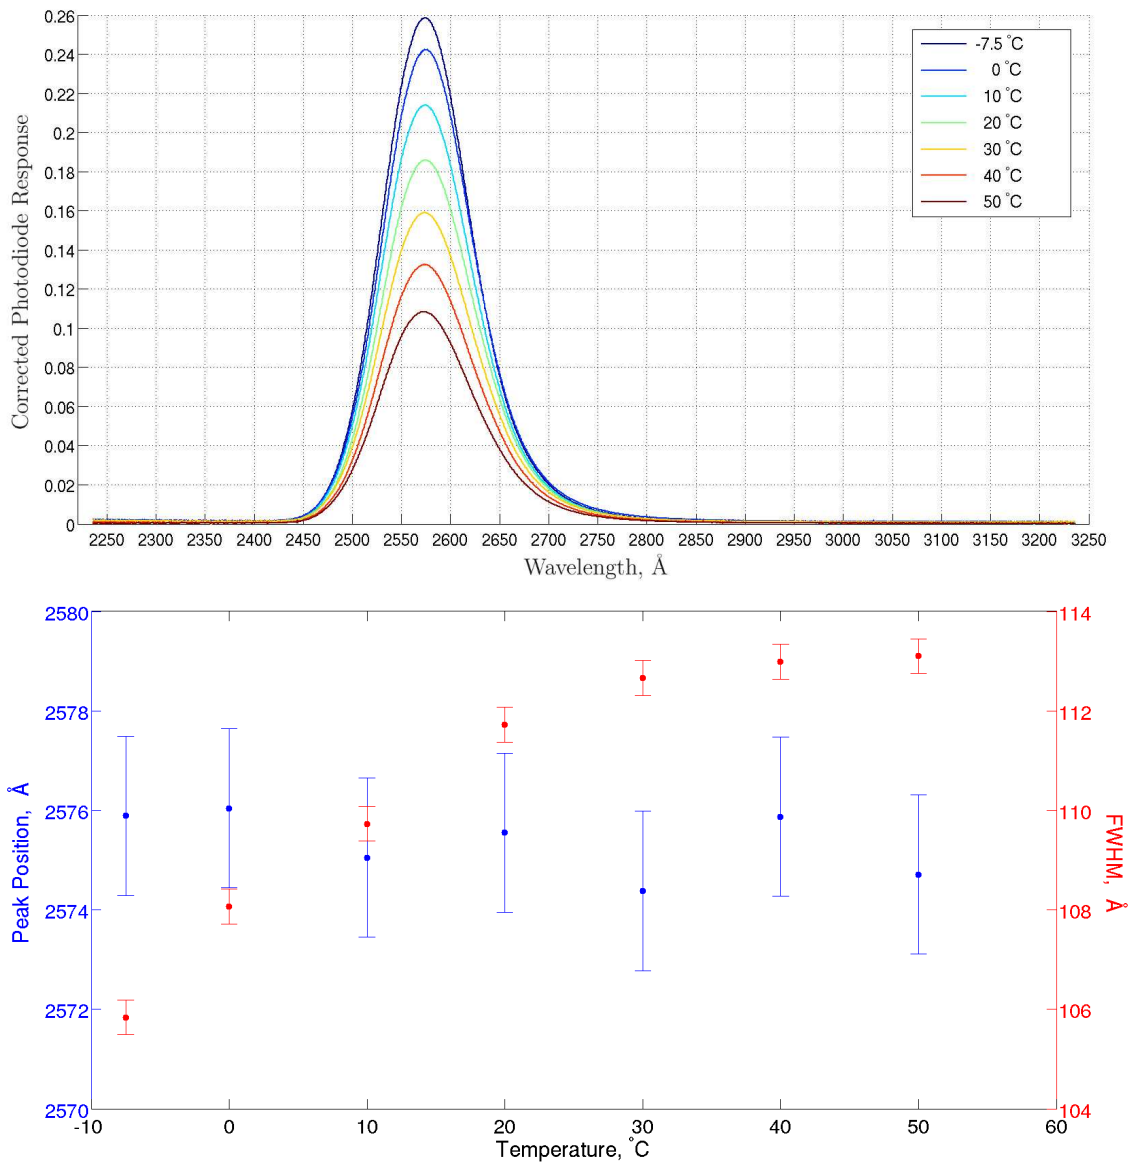 0.26
0.24
0.22
0.2
0.18
0.16
0.14
0.12
0.1
0.08
0.06
0.04
0.02
0
Corrected Photodiode Response
-7.5 °C
0 °C
10 °C
20 °C
30 °C
40 °C
50 °C
2250 2300 2350 2400 2450 2500 2550 2600 2650 2700 2750 2800 2850 2900 2950 3000 3050 3100 3150 3200 3250
Wavelength, Å
2580
2578
2576
2574
2572
2570
Peak Position, Å
114
112
110
108
106
104
FWHM, Å
-10 0 10 20 30 40 50 60
Temperature, °C